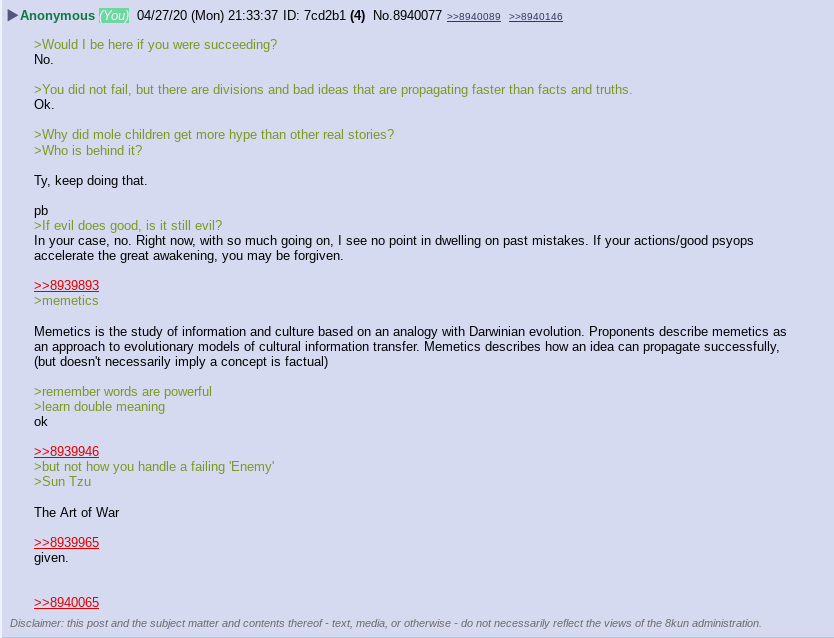 ▶Anonymous (You) 04/27/20 (Mon) 21:33:37 ID: 7cd2b1 (4) No.8940077 >>8940089 >>8940146
>Would I be here if you were succeeding?
No.
>You did not fail, but there are divisions and bad ideas that are propagating faster than facts and truths.
Ok.
>Why did mole children get more hype than other real stories?
>Who is behind it?
Ty, keep doing that.
pb
>If evil does good, is it still evil?
In your case, no. Right now, with so much going on, I see no point in dwelling on past mistakes. If your actions/good psyops
accelerate the great awakening, you may be forgiven.
>>8939893
>memetics
Memetics is the study of information and culture based on an analogy with Darwinian evolution. Proponents describe memetics as
an approach to evolutionary models of cultural information transfer. Memetics describes how an idea can propagate successfully,
(but doesn't necessarily imply a concept is factual)
>remember words are powerful
>learn double meaning
ok
>>8939946
>but not how you handle a failing 'Enemy'
>Sun Tzu
The Art of War
>>8939965
given.
>>8940065
Disclaimer: this post and the subject matter and contents thereof - text, media, or otherwise - do not necessarily reflect the views of the 8kun administration.